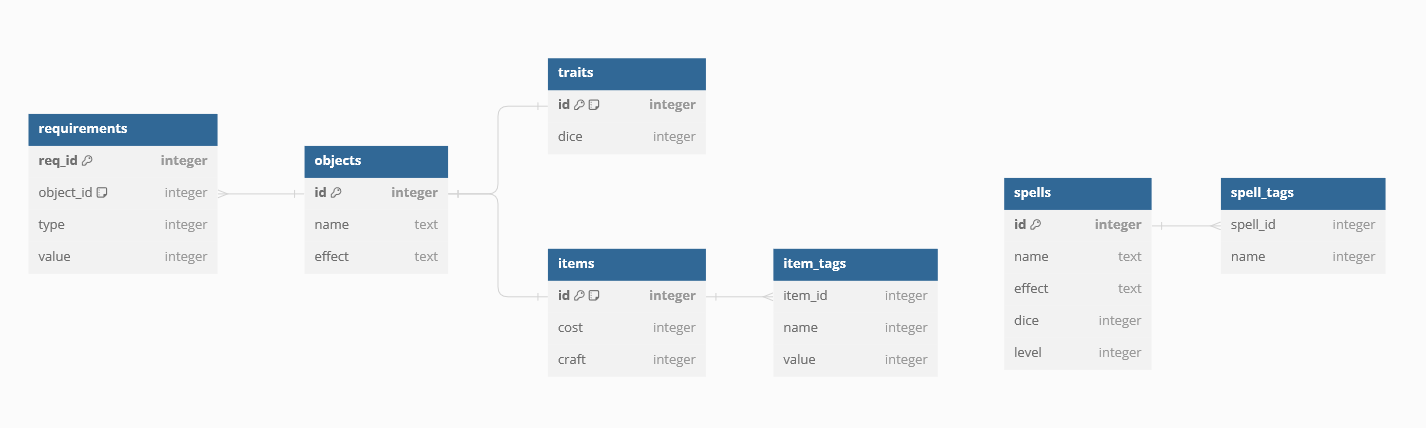 requirements
req_id integer
object_id integer
type integer
value integer
objects
id integer
name text
effect text
traits
id integer
dice integer
items
id integer
cost integer
craft integer
item_tags
item_id integer
name integer
value integer
spells
id integer
name text
effect text
dice integer
level integer
spell_tags
spell_id integer
name integer